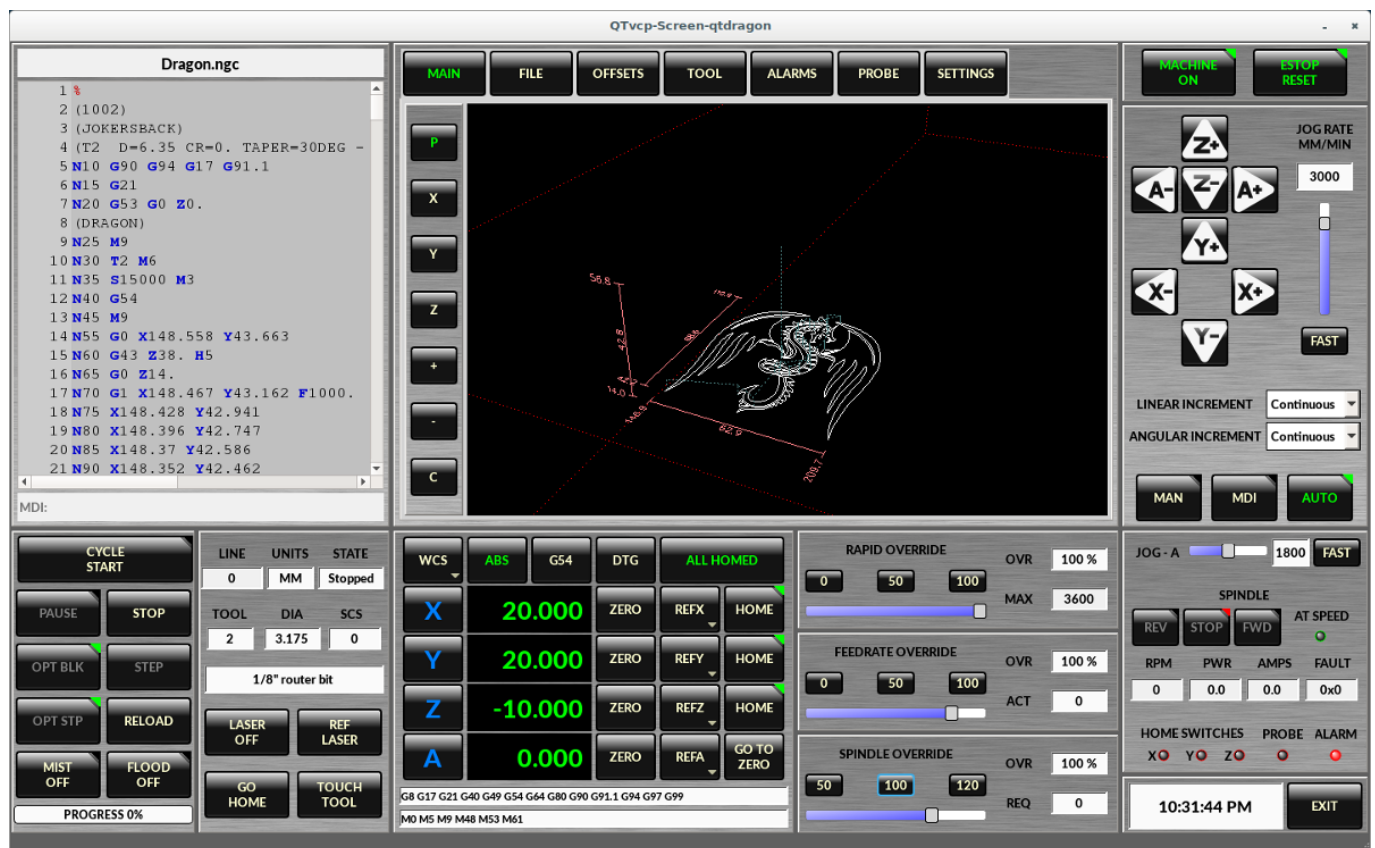 QTvcp-Screen-qtdragon
Dragon.ngc
1 %
2 (1002)
3 (JOKERSBACK)
4 (T2 D=6.35 CR=0. TAPER=30DEG -
5 N10 G90 G94 G17 G91.1
6 N15 G21
7 N20 G53 G0 Z0.
8 (DRAGON)
9 N25 M9
10 N30 T2 M6
11 N35 S15000 M3
12 N40 G54
13 N45 M9
14 N55 G0 X148.558 Y43.663
15 N60 G43 Z38. H5
16 N65 G0 Z14.
17 N70 G1 X148.467 Y43.162 F1000.
18 N75 X148.428 Y42.941
19 N80 X148.396 Y42.747
20 N85 X148.37 Y42.586
21 N90 X148.352 Y42.462
MDI:
MAIN FILE OFFSETS TOOL ALARMS PROBE SETTINGS
P
X
Y
Z
+
-
C
56.8
42.8
14.0
146.9
82.9
209.7
MACHINE ON
ESTOP RESET
JOG RATE
MM/MIN
3000
Z+
A- Z- A+
Y+
X- X+
Y-
FAST
LINEAR INCREMENT Continuous
ANGULAR INCREMENT Continuous
MAN MDI AUTO
CYCLE
START
PAUSE STOP
OPT BLK STEP
OPT STP RELOAD
MIST OFF
FLOOD OFF
PROGRESS 0%
LINE UNITS STATE
0 MM Stopped
TOOL DIA SCS
2 3.175 0
1/8" router bit
LASER OFF
REF LASER
GO HOME
TOUCH TOOL
WCS ABS G54 DTG ALL HOMED
X 20.000 ZERO REFX HOME
Y 20.000 ZERO REFY HOME
Z -10.000 ZERO REFZ HOME
A 0.000 ZERO REFA GO TO ZERO
G8 G17 G21 G40 G49 G54 G64 G80 G90 G91.1 G94 G97 G99
M0 M5 M9 M48 M53 M61
RAPID OVERRIDE OVR 100 %
0 50 100
MAX 3600
FEEDRATE OVERRIDE OVR 100 %
0 50 100
ACT 0
SPINDLE OVERRIDE OVR 100 %
50 100 120
REQ 0
JOG - A 1800 FAST
SPINDLE
REV STOP FWD AT SPEED
RPM PWR AMPS FAULT
0 0.0 0.0 0x0
HOME SWITCHES PROBE ALARM
X Y Z
10:31:44 PM EXIT